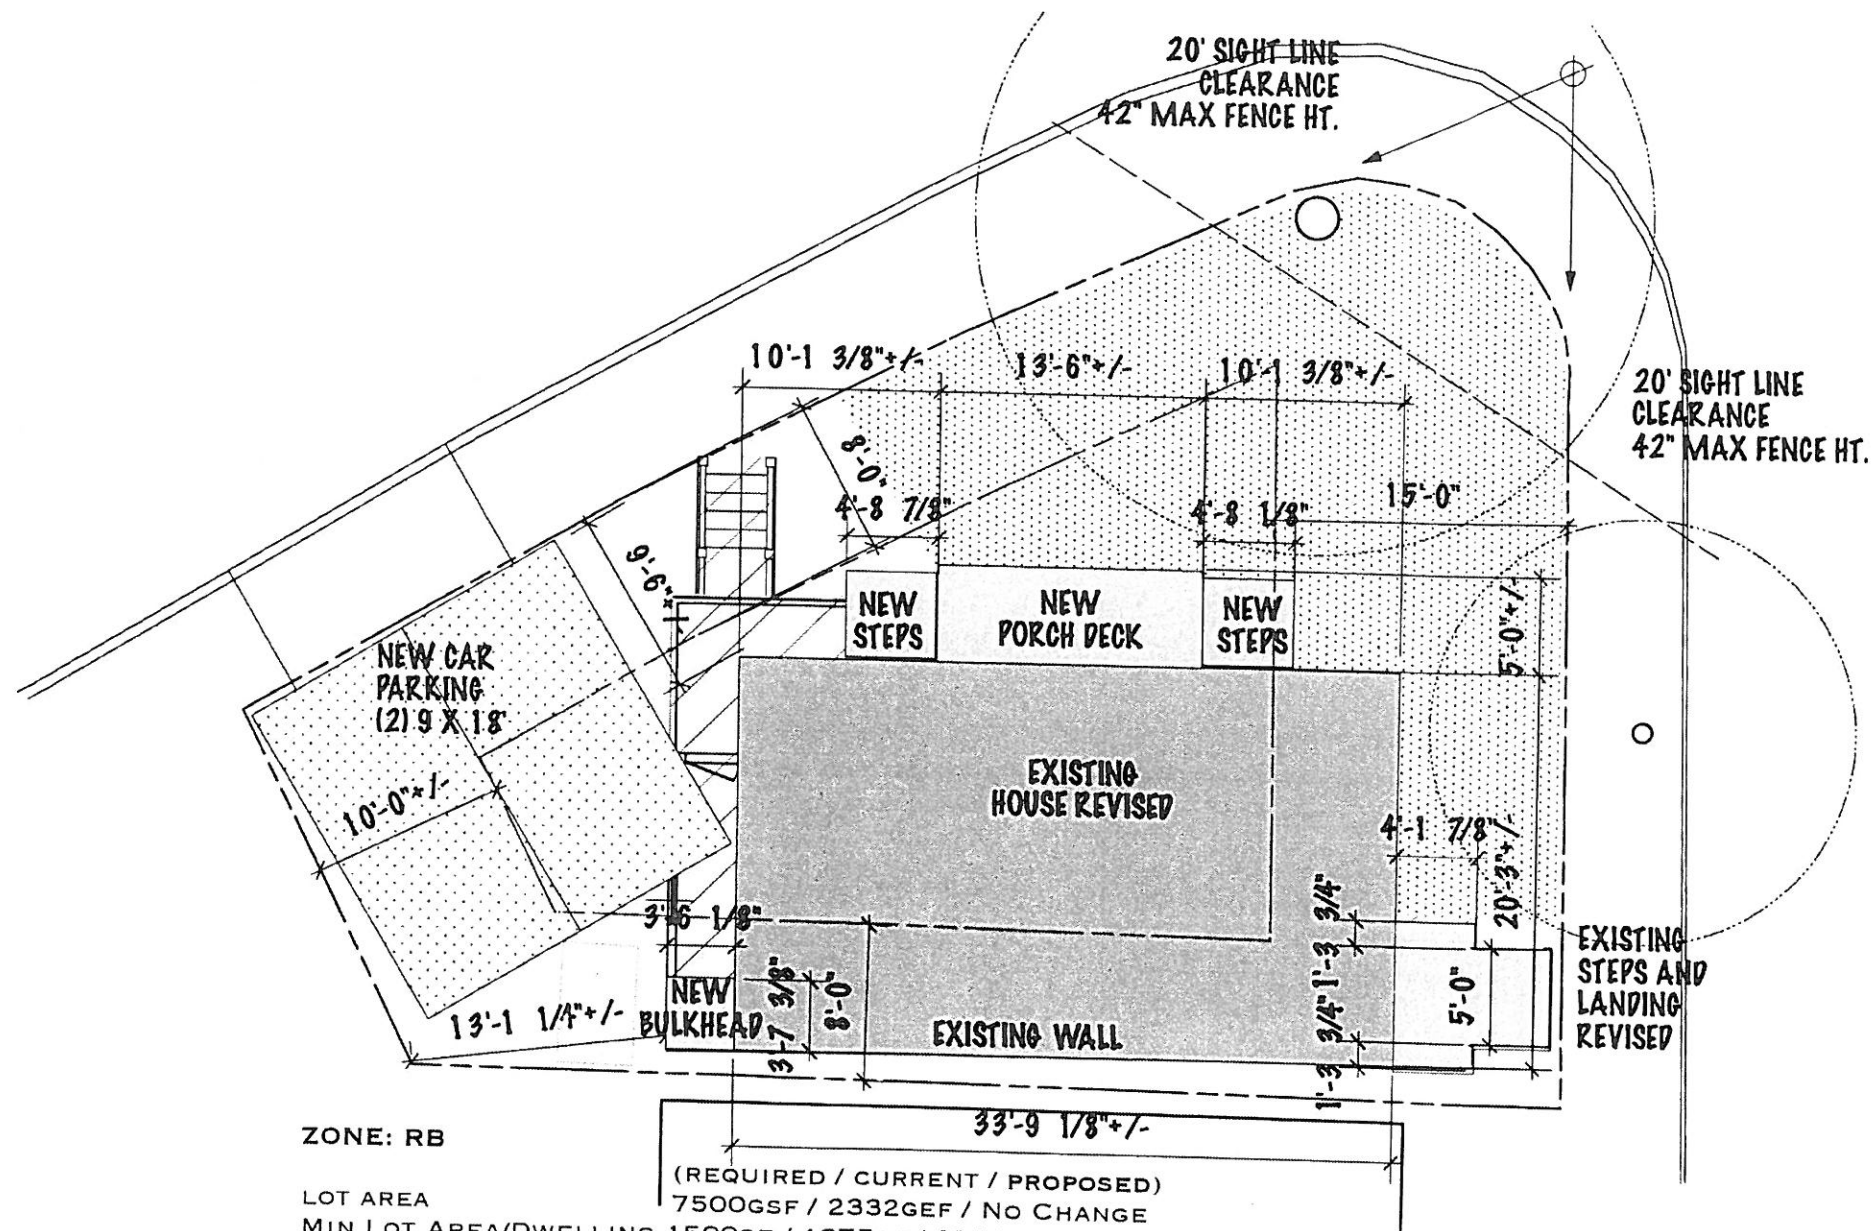 20' SIGHT LINE
CLEARANCE
42" MAX FENCE HT.
20' SIGHT LINE
CLEARANCE
42" MAX FENCE HT.
10'-1 3/8"+/-
13'-6"+/-
10'-1 3/8"+/-
8'-0"
4'-8 7/8"
4'-8 1/8"
15'-0"
NEW
STEPS
NEW
PORCH DECK
NEW
STEPS
5'-0"+/-
NEW CAR
PARKING
(2) 9 X 18'
10'-0"+/-
EXISTING
HOUSE REVISED
4'-1 7/8"
20'-3"+/-
3'-6 1/8"
3'-7 3/8"
8'-0"
1'-3 3/4"
5'-0"
1'-3 3/4"
EXISTING
STEPS AND
LANDING
REVISED
13'-1 1/4"+/-
NEW
BULKHEAD
EXISTING WALL
33'-9 1/8"+/-
ZONE: RB
(REQUIRED / CURRENT / PROPOSED)
LOT AREA 7500GSF / 2332GEF / NO CHANGE
MIN LOT AREA/DWELLING